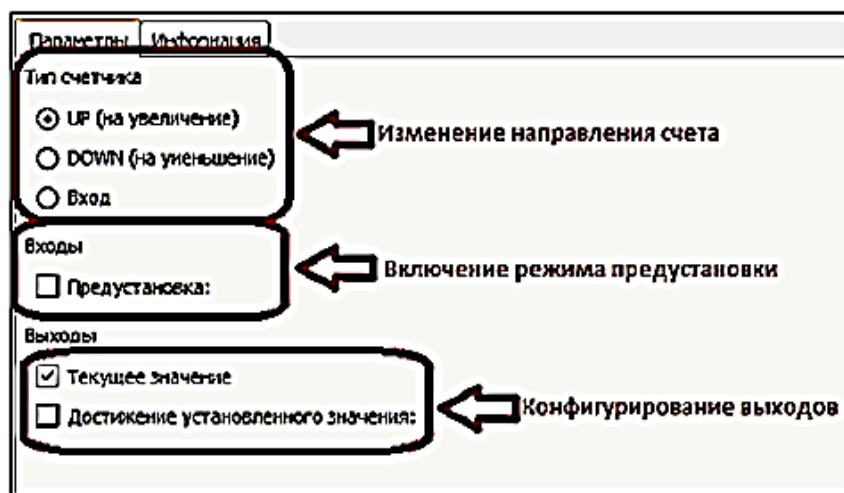 Параметры Информация
Тип счетчика
UP (на увеличение)
DOWN (на уменьшение)
Вход
Изменение направления счета
Входы
Предустановка:
Включение режима предустановки
Выходы
Текущее значение
Достижение установленного значения:
Конфигурирование выходов